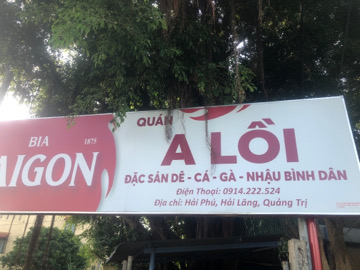 BIA
1875
AIGON
QUÁN
A LỒI
ĐẶC SẢN DÊ - CÁ - GÀ - NHẬU BÌNH DÂN
Điện Thoại: 0914.222.524
Địa chỉ: Hải Phú, Hải Lăng, Quảng Trị